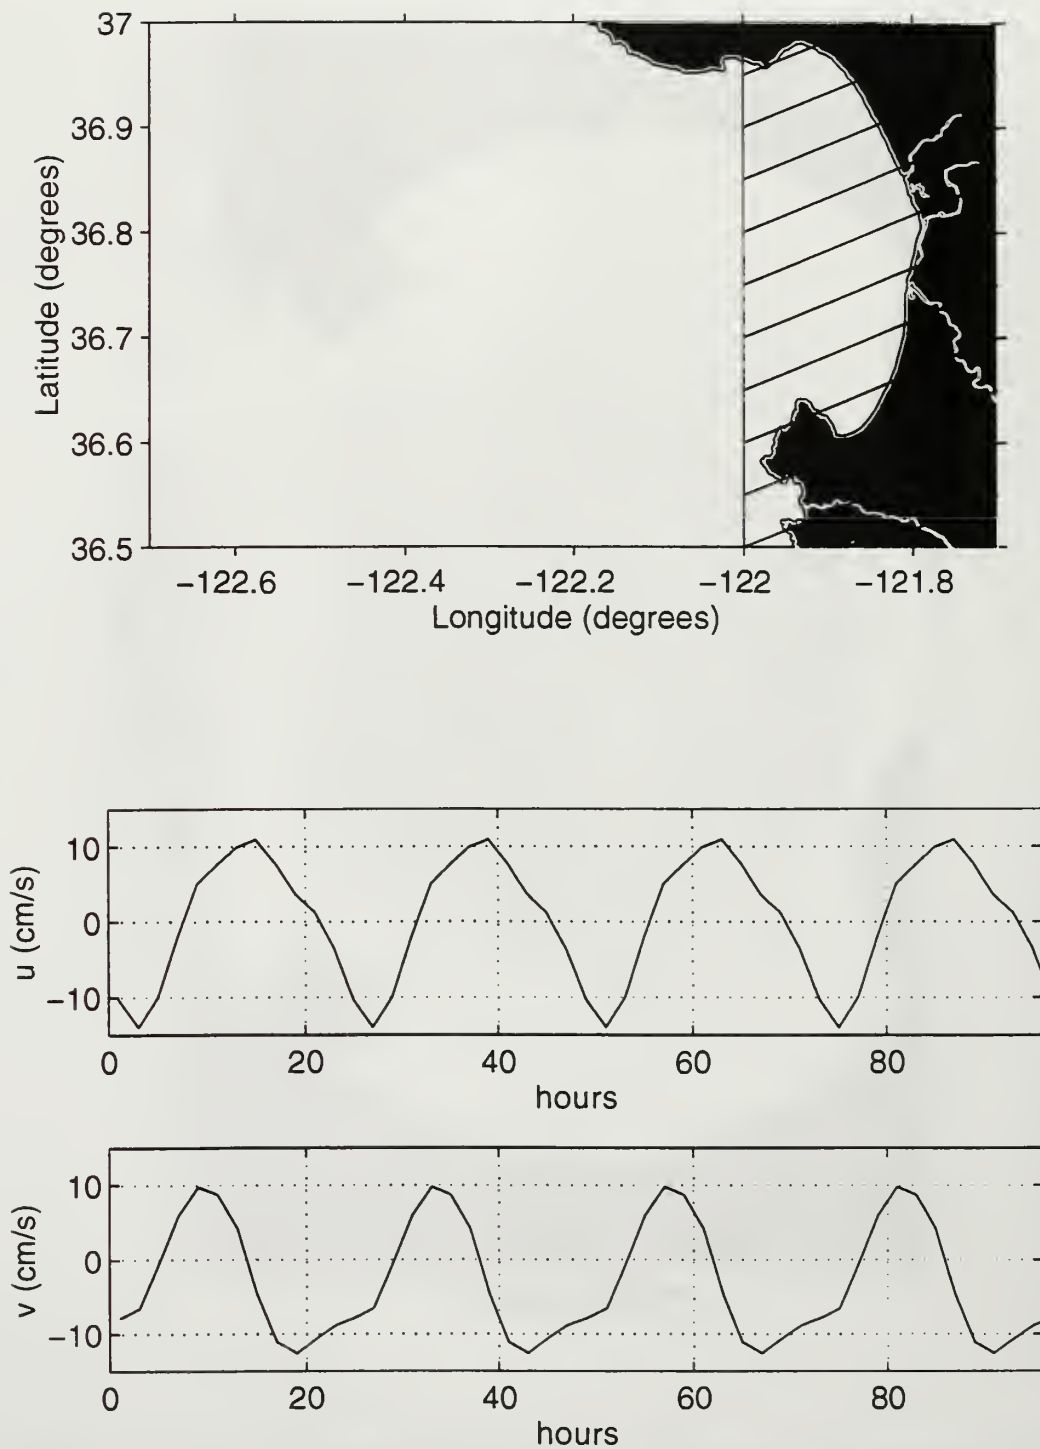 37
36.9
36.8
36.7
36.6
36.5
Latitude (degrees)
−122.6 −122.4 −122.2 −122 −121.8
Longitude (degrees)
10
0
−10
u (cm/s)
0 20 40 60 80
hours
10
0
−10
v (cm/s)
0 20 40 60 80
hours